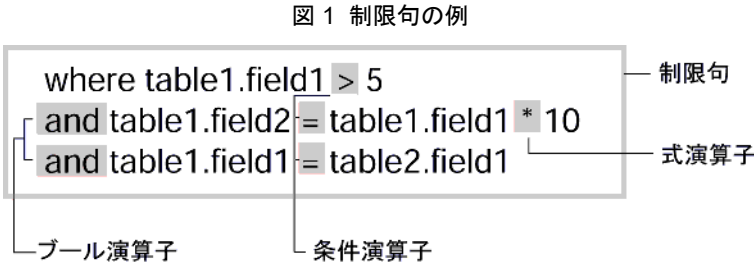 図 1 制限句の例
where table1.field1 > 5
制限句
and table1.field2 = table1.field1 * 10
and table1.field1 = table2.field1
式演算子
ブール演算子
条件演算子